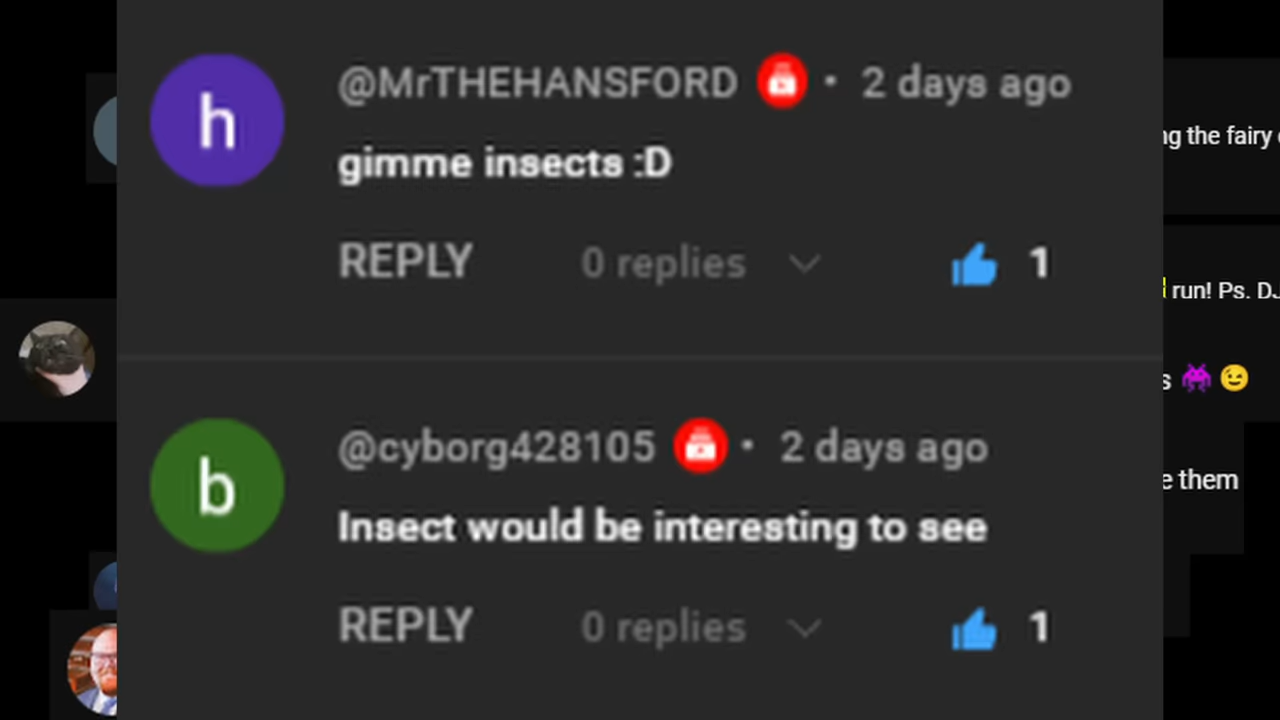 h
@MrTHEHANSFORD • 2 days ago
gimme insects :D
REPLY 0 replies 1
b
@cyborg428105 • 2 days ago
Insect would be interesting to see
REPLY 0 replies 1
the fairy
run! Ps. DJ
them